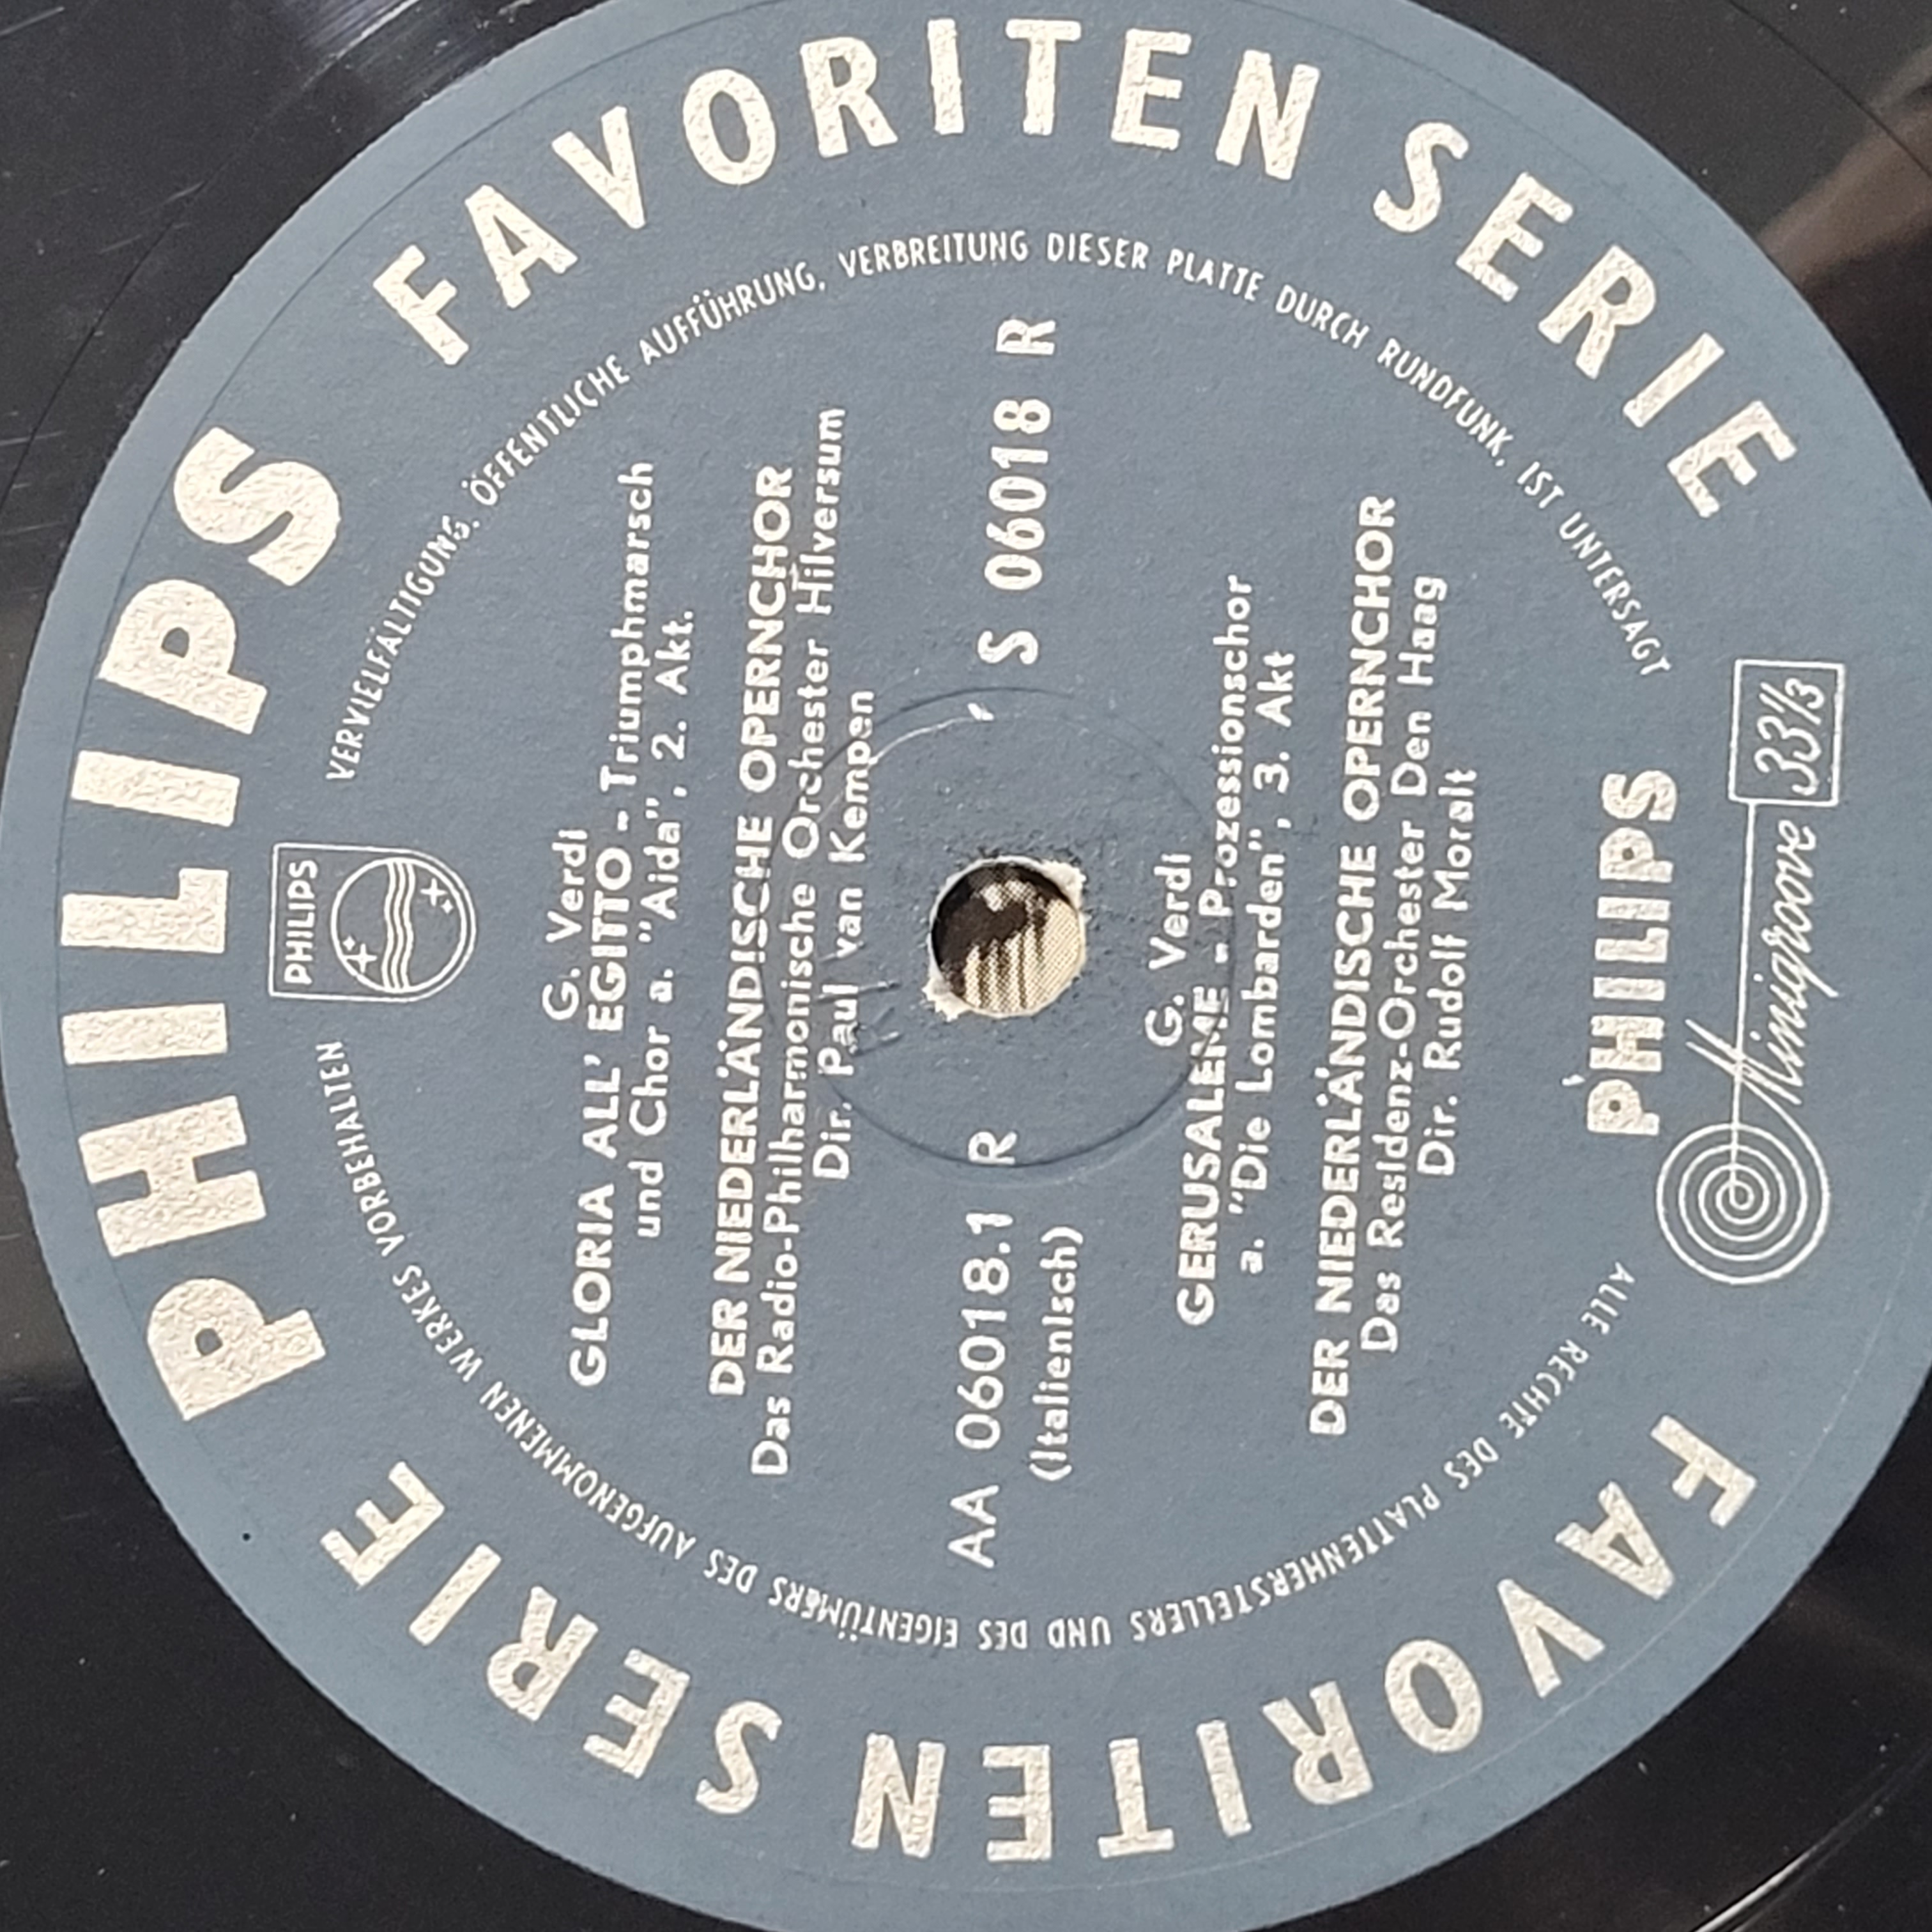 PHILIPS
FAVORITEN SERIE
FAVORITEN SERIE
PHILIPS
VERVIELFÄLTIGUNG, ÖFFENTLICHE AUFFÜHRUNG, VERBREITUNG DIESER PLATTE DURCH RUNDFUNK, IST UNTERSAGT
ALLE RECHTE DES PLATTENHERSTELLERS UND DES EIGENTÜMERS DES AUFGENOMMENEN WERKES VORBEHALTEN
G. Verdi
GLORIA ALL' EGITTO - Triumphmarsch
und Chor a. "Aida", 2. Akt.
DER NIEDERLÄNDISCHE OPERNCHOR
Das Radio-Philharmonische Orchester Hilversum
Dir. Paul van Kempen
AA 06018.1 R S 06018 R
(Italienisch)
G. Verdi
GERUSALEME - Prozessionschor
a. "Die Lombarden", 3. Akt
DER NIEDERLÄNDISCHE OPERNCHOR
Das Residenz-Orchester Den Haag
Dir. Rudolf Moralt
PHILIPS
Minigroove 33⅓